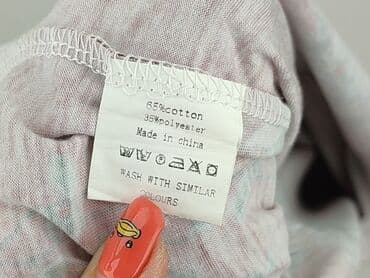 65%cotton
35%polyester
Made in china
WASH WITH SIMILAR
COLOURS